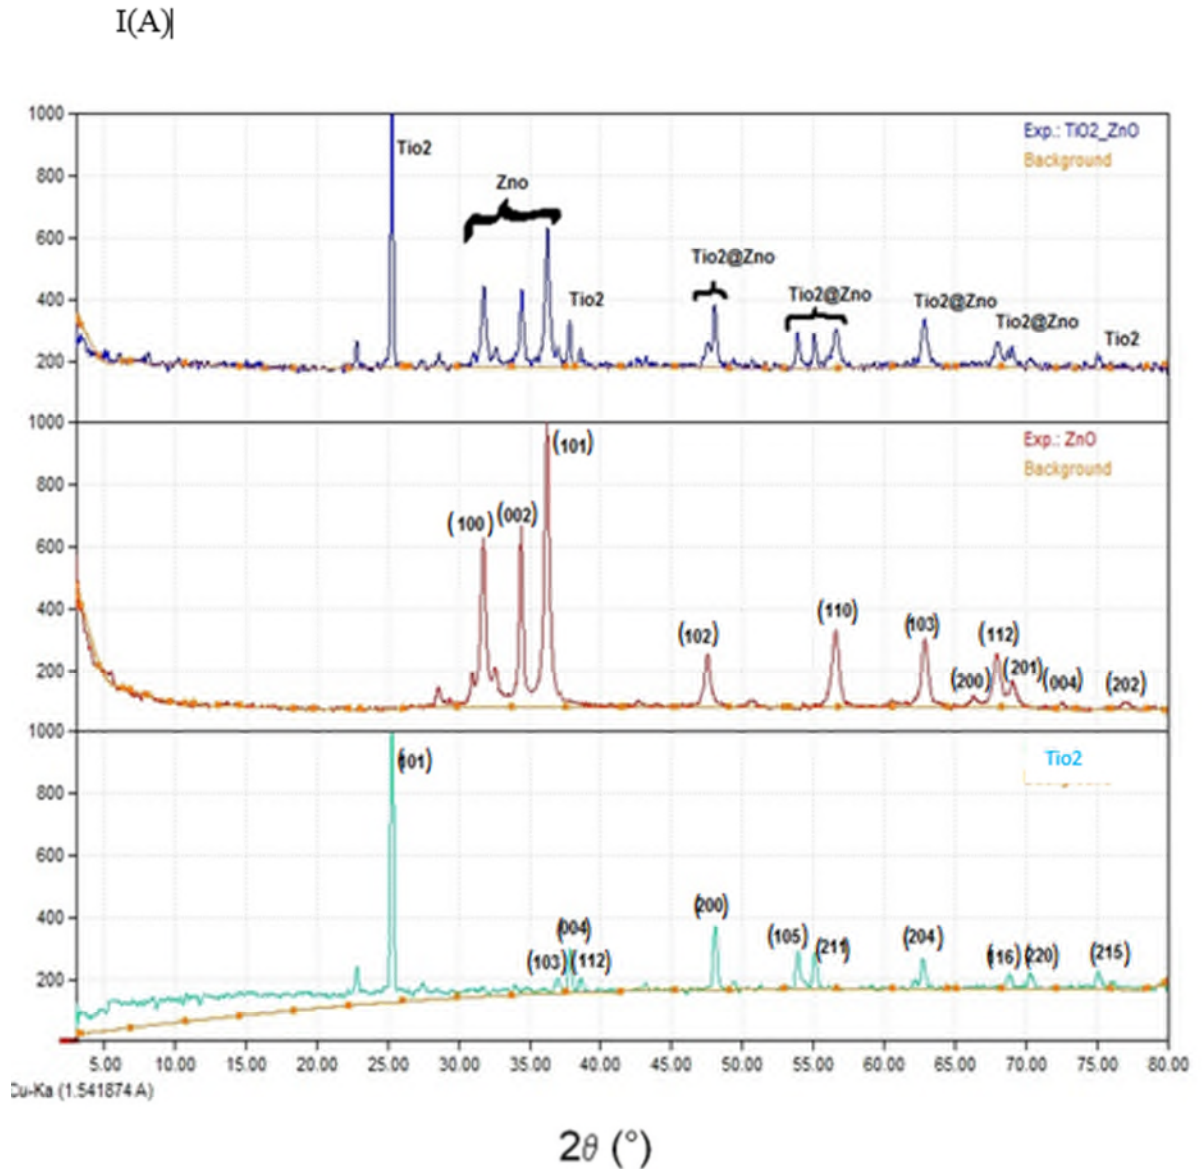 I(A)
1000
Exp.: TiO2_ZnO
Tio2
Background
800
Zno
600
Tio2@Zno
400
Tio2
Tio2@Zno
Tio2@Zno
Tio2@Zno
Tio2
200
1000
Exp.: ZnO
(101)
Background
800
(100) (002)
600
400
(110)
(102)
(103)
(112)
200
(200) (201) (004) (202)
1000
(101)
Tio2
800
600
400
(004)
(200)
(103) (112)
(105) (211)
(204)
(116) (220) (215)
200
5.00 10.00 15.00 20.00 25.00 30.00 35.00 40.00 45.00 50.00 55.00 60.00 65.00 70.00 75.00 80.00
Cu-Ka (1.541874 A)
2θ (°)